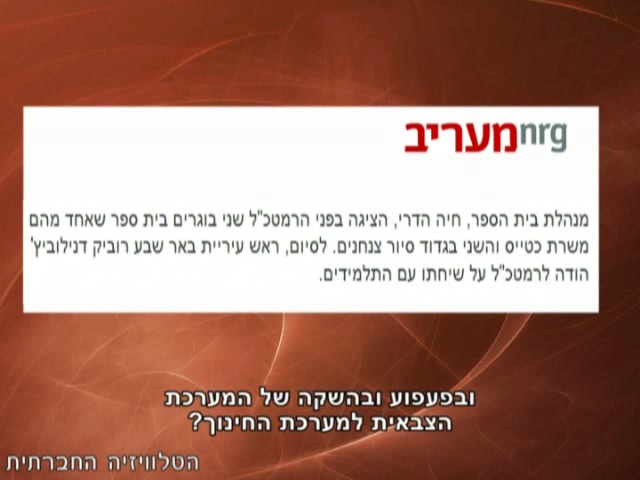 nrg מעריב
מנהלת בית הספר, חיה הדרי, הציגה בפני הרמטכ"ל שני בוגרים בית ספר שאחד מהם
משרת כטייס והשני בגדוד סיור צנחנים. לסיום, ראש עיריית באר שבע רוביק דנילוביץ'
הודה לרמטכ"ל על שיחתו עם התלמידים.
ובפעפוע ובהשקה של המערכת
הצבאית למערכת החינוך?
הטלוויזיה החברתית